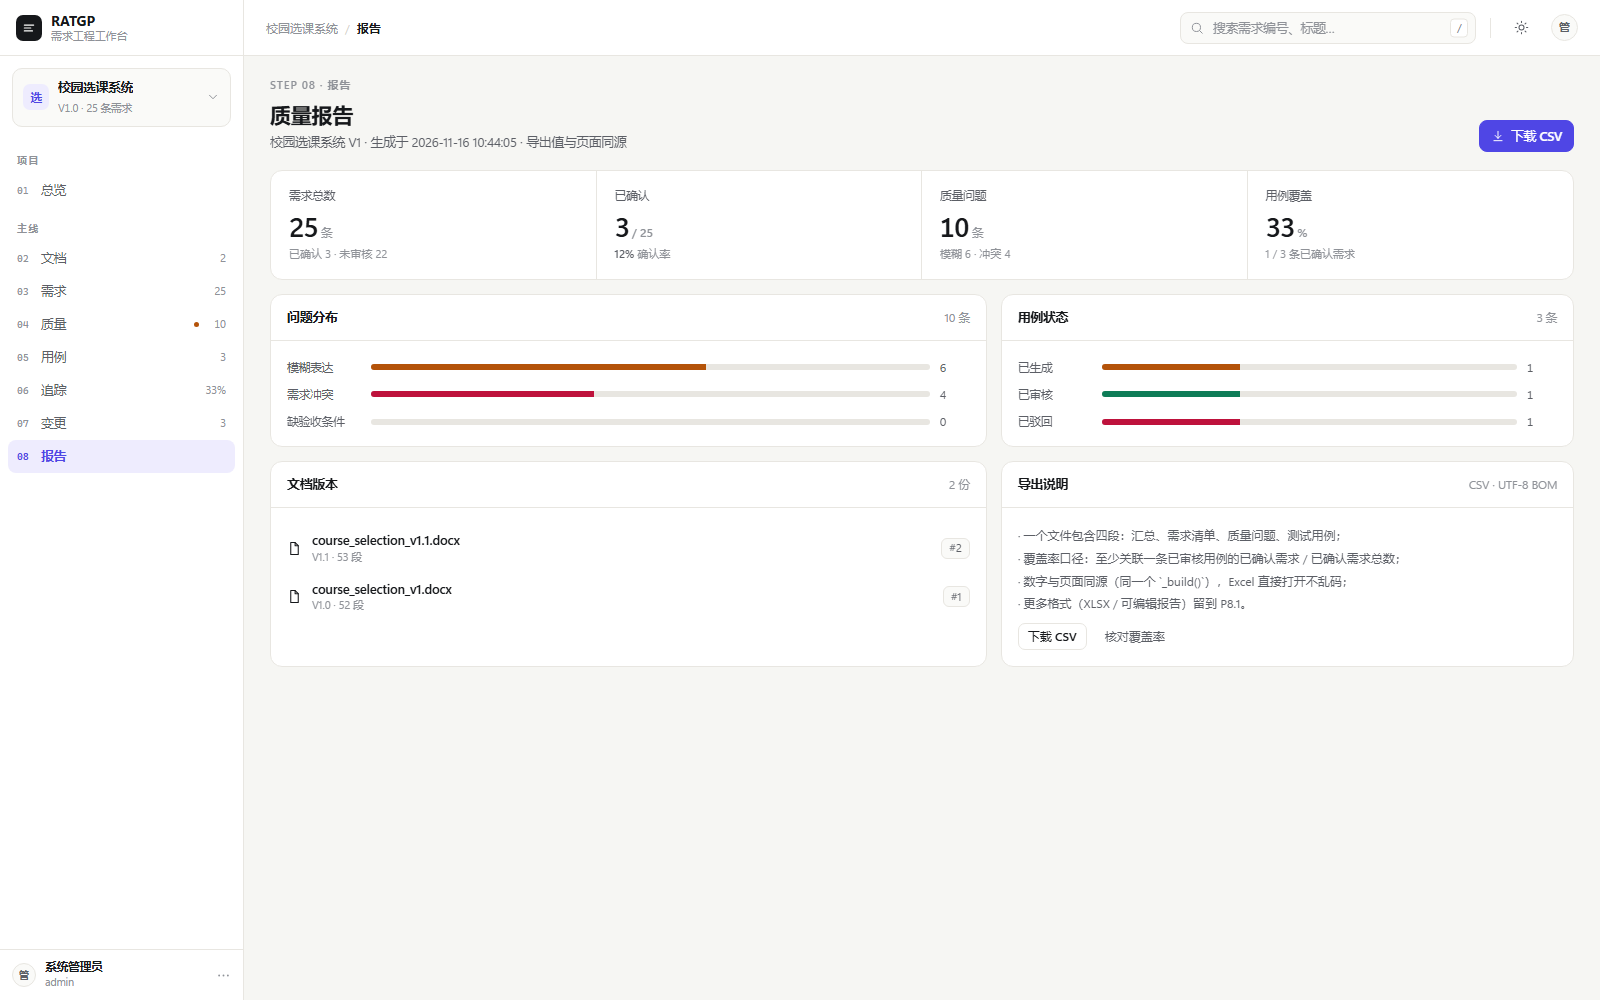 RATGP
需求工程工作台
选
校园选课系统
V1.0 · 25 条需求
项目
01 总览
主线
02 文档 2
03 需求 25
04 质量 10
05 用例 3
06 追踪 33%
07 变更 3
08 报告
管
系统管理员
admin
校园选课系统 / 报告
搜索需求编号、标题... /
管
STEP 08 · 报告
质量报告
校园选课系统 V1 · 生成于 2026-11-16 10:44:05 · 导出值与页面同源
下载 CSV
需求总数
25 条
已确认 3 · 未审核 22
已确认
3 / 25
12% 确认率
质量问题
10 条
模糊 6 · 冲突 4
用例覆盖
33 %
1 / 3 条已确认需求
问题分布 10 条
模糊表达 6
需求冲突 4
缺验收条件 0
用例状态 3 条
已生成 1
已审核 1
已驳回 1
文档版本 2 份
course_selection_v1.1.docx
V1.1 · 53 段
#2
course_selection_v1.docx
V1.0 · 52 段
#1
导出说明 CSV · UTF-8 BOM
· 一个文件包含四段：汇总、需求清单、质量问题、测试用例；
· 覆盖率口径：至少关联一条已审核用例的已确认需求 / 已确认需求总数；
· 数字与页面同源（同一个 `_build()`），Excel 直接打开不乱码；
· 更多格式（XLSX / 可编辑报告）留到 P8.1。
下载 CSV 核对覆盖率